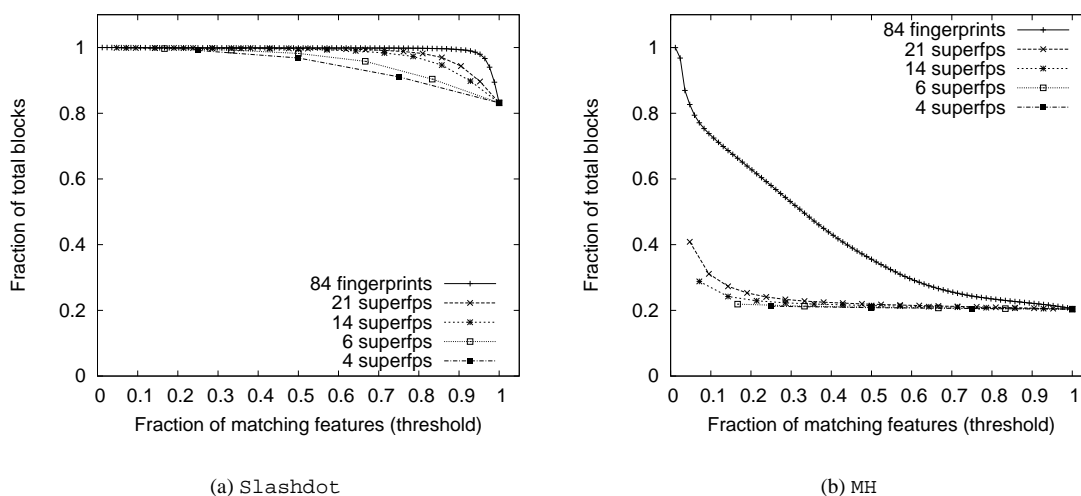 1
0.8
0.6
0.4
0.2
0
Fraction of total blocks
84 fingerprints
21 superfps
14 superfps
6 superfps
4 superfps
0 0.1 0.2 0.3 0.4 0.5 0.6 0.7 0.8 0.9 1
Fraction of matching features (threshold)
(a) Slashdot
1
0.8
0.6
0.4
0.2
0
Fraction of total blocks
84 fingerprints
21 superfps
14 superfps
6 superfps
4 superfps
0 0.1 0.2 0.3 0.4 0.5 0.6 0.7 0.8 0.9 1
Fraction of matching features (threshold)
(b) MH